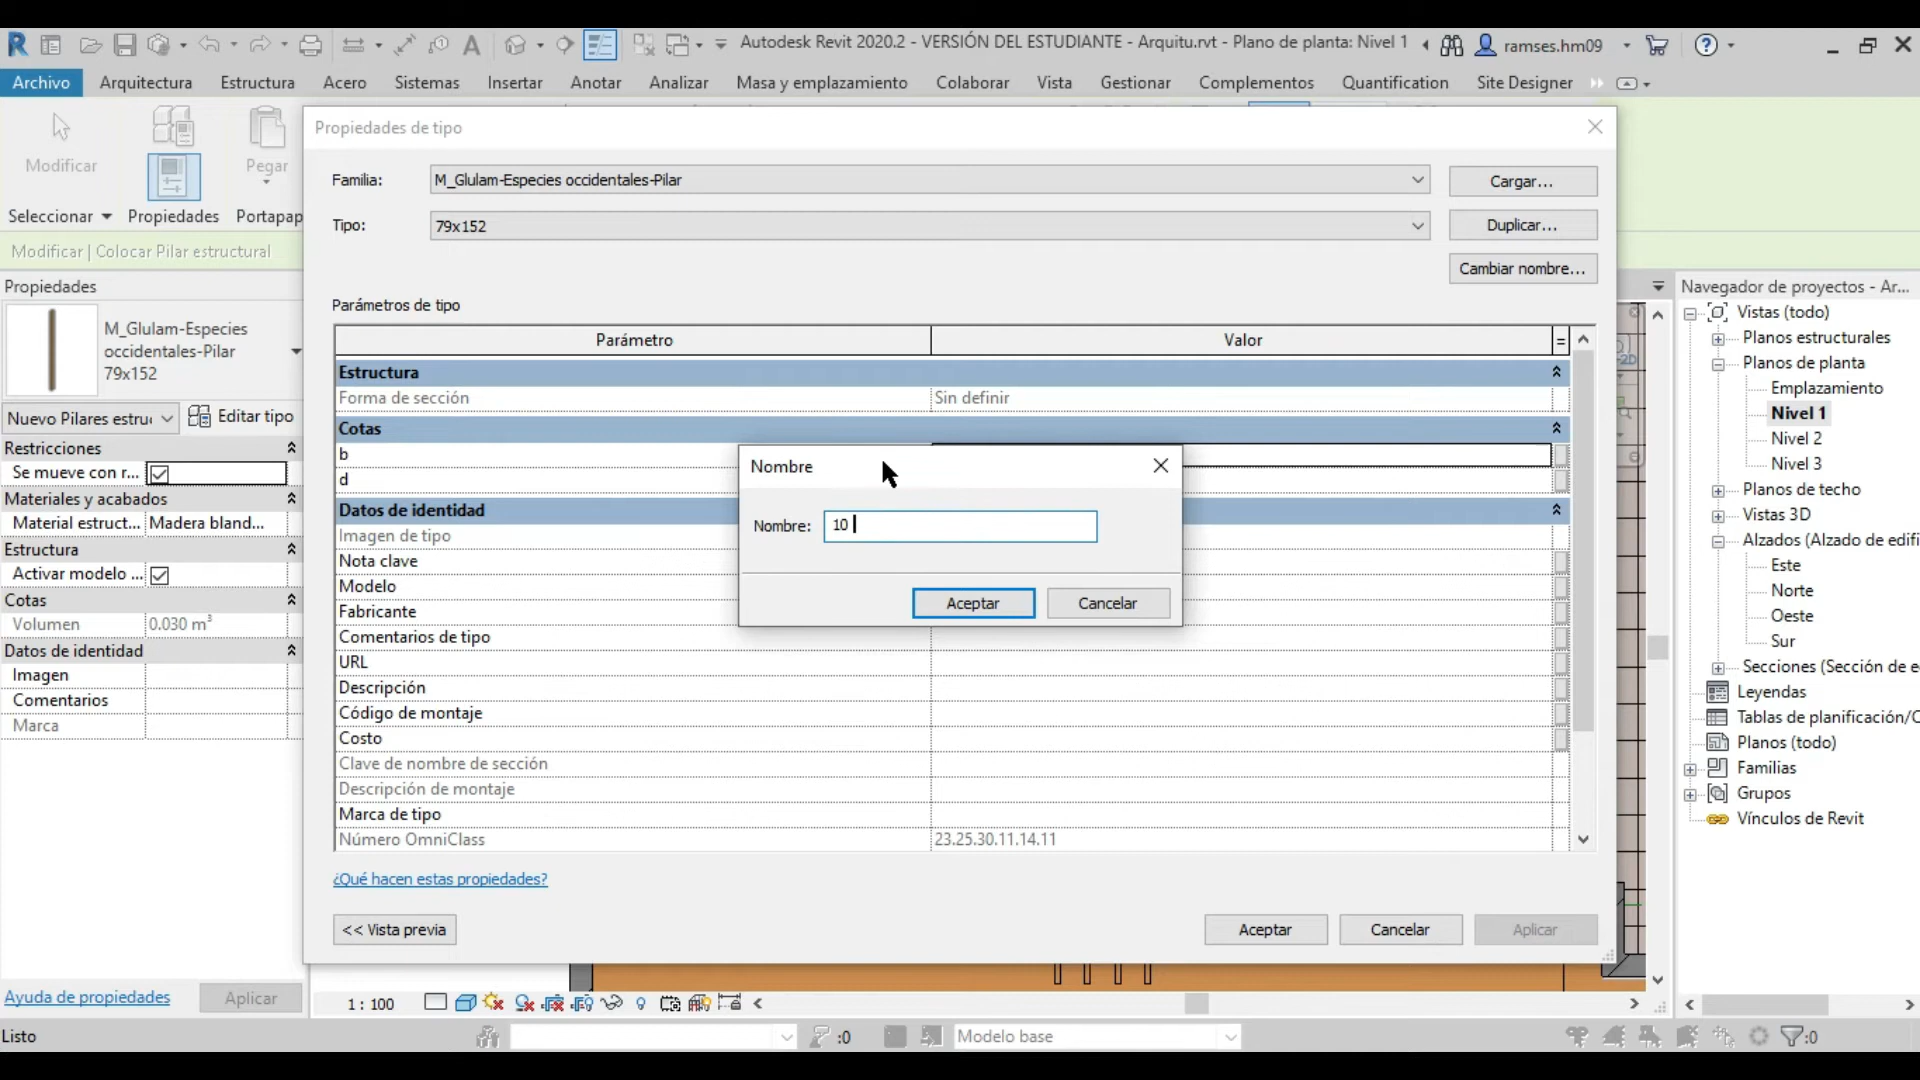 Autodesk Revit 2020.2 - VERSIÓN DEL ESTUDIANTE - Arquitu.rvt - Plano de planta: Nivel 1
ramses.hm09
Archivo Arquitectura Estructura Acero Sistemas Insertar Anotar Analizar Masa y emplazamiento Colaborar Vista Gestionar Complementos Quantification Site Designer
Modificar
Pegar
Seleccionar Propiedades Portapap
Modificar | Colocar Pilar estructural
Propiedades
M_Glulam-Especies
occidentales-Pilar
79x152
Nuevo Pilares estru Editar tipo
Restricciones
Se mueve con r...
Materiales y acabados
Material estruct... Madera bland...
Estructura
Activar modelo ...
Cotas
Volumen 0.030 m³
Datos de identidad
Imagen
Comentarios
Marca
Ayuda de propiedades Aplicar
Propiedades de tipo
Familia: M_Glulam-Especies occidentales-Pilar Cargar...
Tipo: 79x152 Duplicar...
Cambiar nombre...
Parámetros de tipo
Parámetro Valor =
Estructura
Forma de sección Sin definir
Cotas
b
d
Datos de identidad
Imagen de tipo
Nota clave
Modelo
Fabricante
Comentarios de tipo
URL
Descripción
Código de montaje
Costo
Clave de nombre de sección
Descripción de montaje
Marca de tipo
Número OmniClass 23.25.30.11.14.11
¿Qué hacen estas propiedades?
<< Vista previa Aceptar Cancelar Aplicar
Nombre
Nombre: 10
Aceptar Cancelar
Navegador de proyectos - Ar...
Vistas (todo)
Planos estructurales
Planos de planta
Emplazamiento
Nivel 1
Nivel 2
Nivel 3
Planos de techo
Vistas 3D
Alzados (Alzado de edifi
Este
Norte
Oeste
Sur
Secciones (Sección de e
Leyendas
Tablas de planificación/C
Planos (todo)
Familias
Grupos
Vínculos de Revit
1 : 100
Listo :0 Modelo base :0